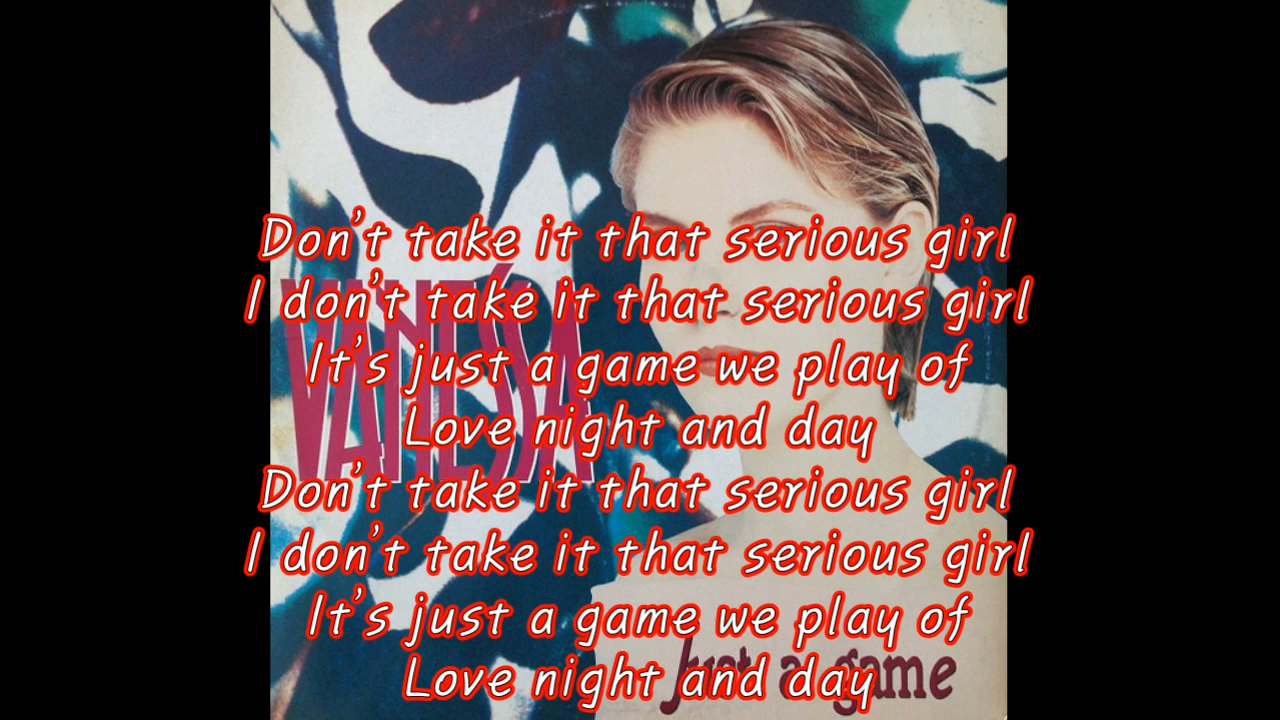 Don't take it that serious girl
I don't take it that serious girl
VANESSA
It's just a game we play of
Love night and day
Don't take it that serious girl
I don't take it that serious girl
It's just a game we play of
Just a game
Love night and day